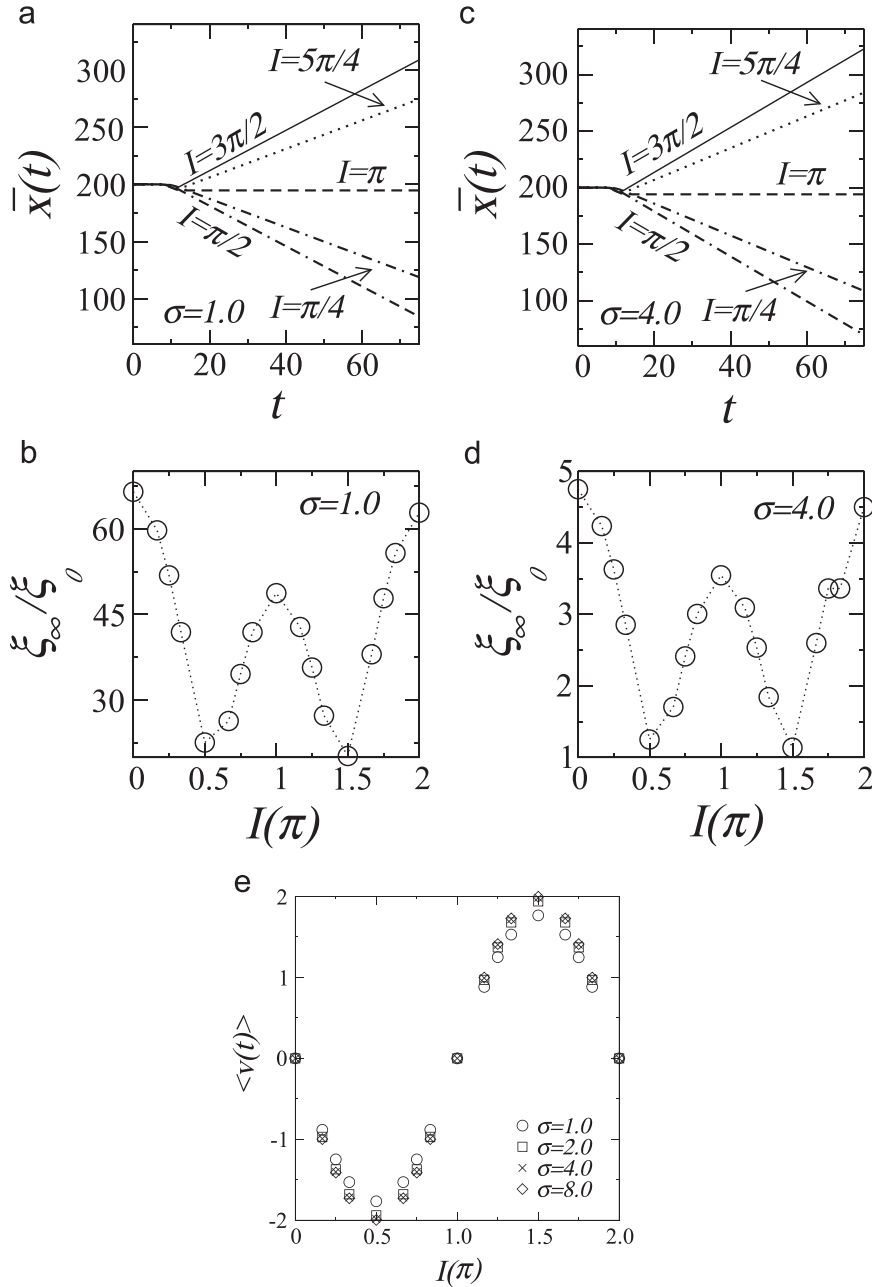 a
300
250
200
150
100
x̄(t)
I=5π/4
I=3π/2
I=π
I=π/2
I=π/4
σ=1.0
0 20 40 60
t
c
300
250
200
150
100
x̄(t)
I=5π/4
I=3π/2
I=π
I=π/2
I=π/4
σ=4.0
0 20 40 60
t
b
60
45
30
ξ∞/ξ0
σ=1.0
0 0.5 1 1.5 2
I(π)
d
5
4
3
2
1
ξ∞/ξ0
σ=4.0
0 0.5 1 1.5 2
I(π)
e
2
1
0
-1
-2
<v(t)>
σ=1.0
σ=2.0
σ=4.0
σ=8.0
0 0.5 1.0 1.5 2.0
I(π)